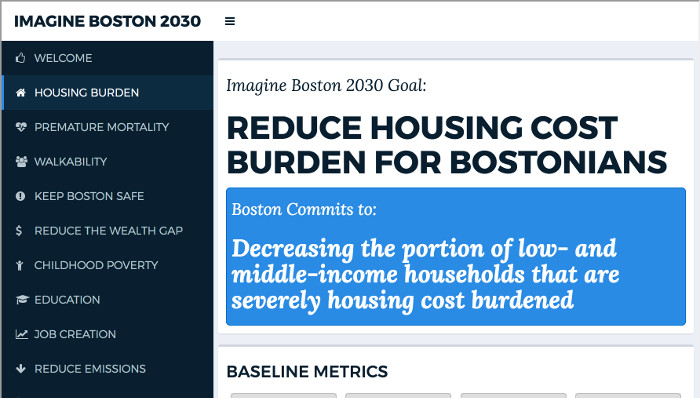 IMAGINE BOSTON 2030
WELCOME
HOUSING BURDEN
PREMATURE MORTALITY
WALKABILITY
KEEP BOSTON SAFE
REDUCE THE WEALTH GAP
CHILDHOOD POVERTY
EDUCATION
JOB CREATION
REDUCE EMISSIONS
Imagine Boston 2030 Goal:
REDUCE HOUSING COST
BURDEN FOR BOSTONIANS
Boston Commits to:
Decreasing the portion of low- and
middle-income households that are
severely housing cost burdened
BASELINE METRICS